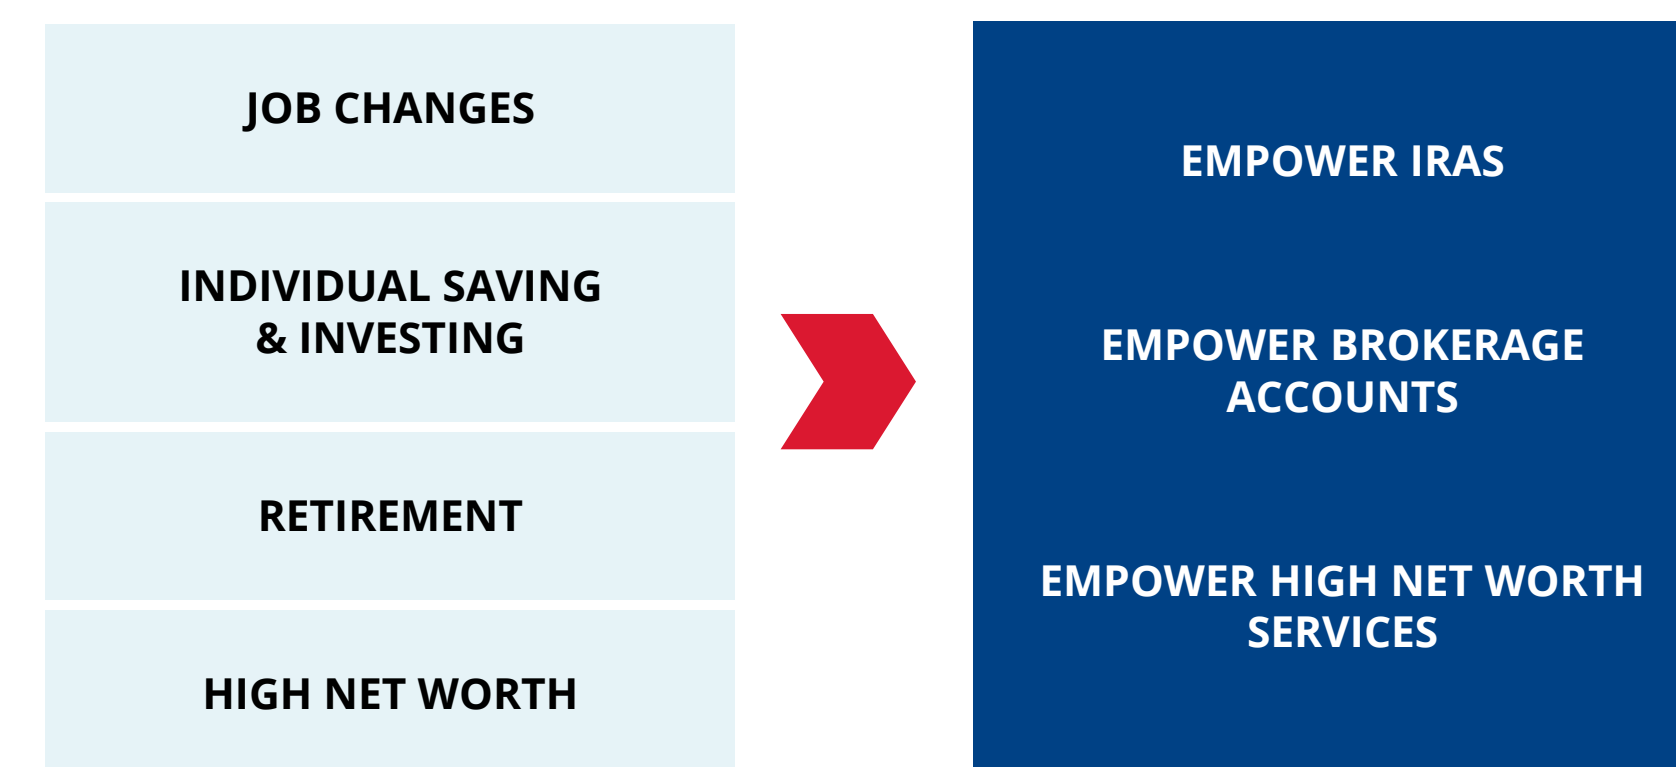 JOB CHANGES
INDIVIDUAL SAVING
& INVESTING
RETIREMENT
HIGH NET WORTH
EMPOWER IRAS
EMPOWER BROKERAGE
ACCOUNTS
EMPOWER HIGH NET WORTH
SERVICES